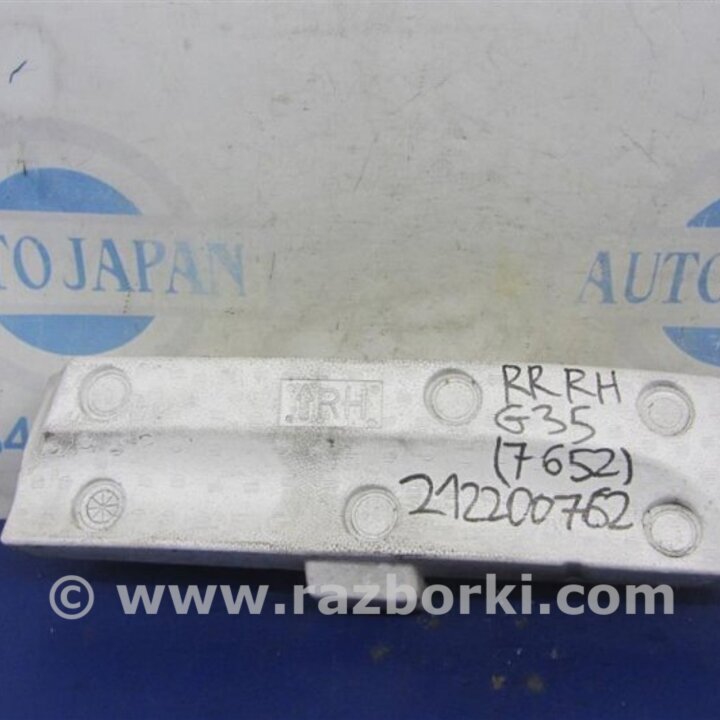 TO JAPAN
AUTO
↑RH
RR RH
G35
(7652)
212200762
© www.razborki.com